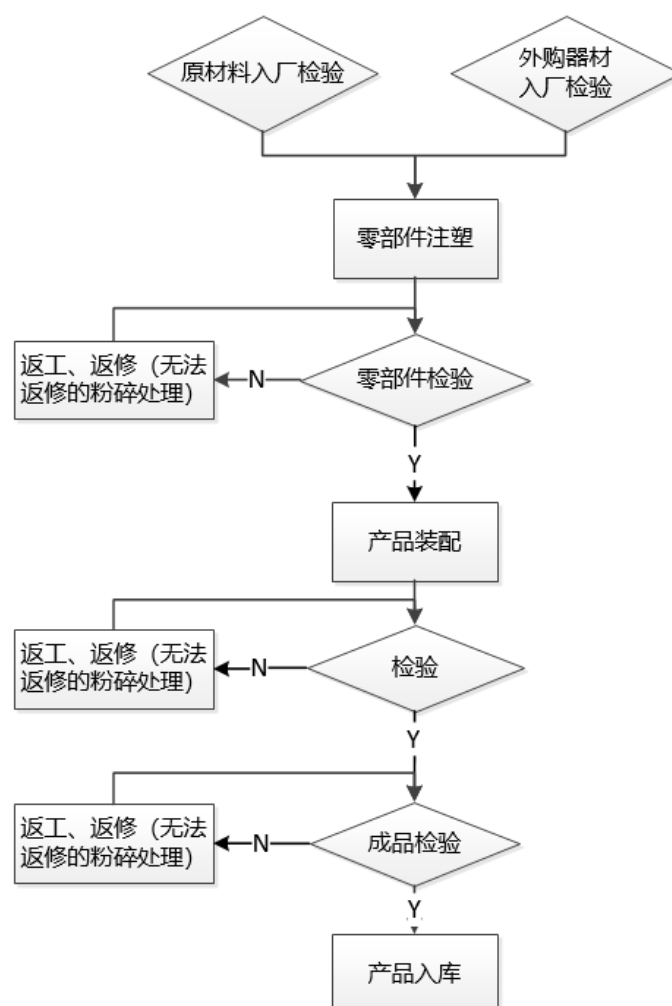 原材料入厂检验
外购器材
入厂检验
零部件注塑
返工、返修（无法
返修的粉碎处理）
N
零部件检验
Y
产品装配
返工、返修（无法
返修的粉碎处理）
N
检验
Y
返工、返修（无法
返修的粉碎处理）
N
成品检验
Y
产品入库